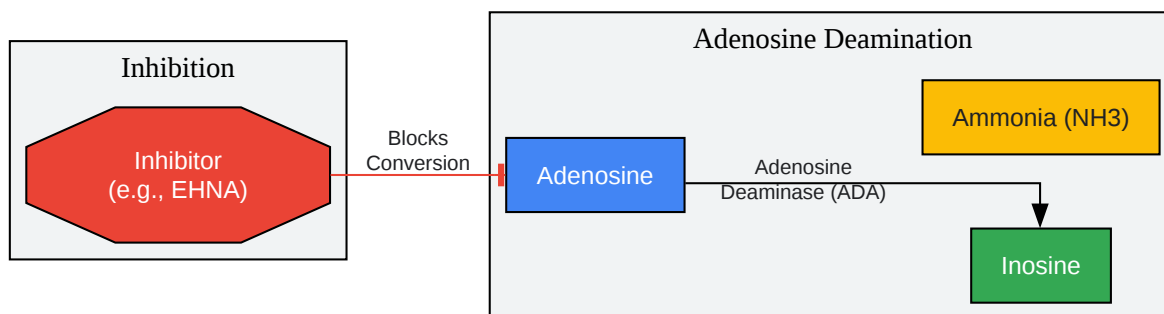 Inhibition
Inhibitor
(e.g., EHNA)
Blocks
Conversion
Adenosine Deamination
Adenosine
Adenosine
Deaminase (ADA)
Ammonia (NH3)
Inosine